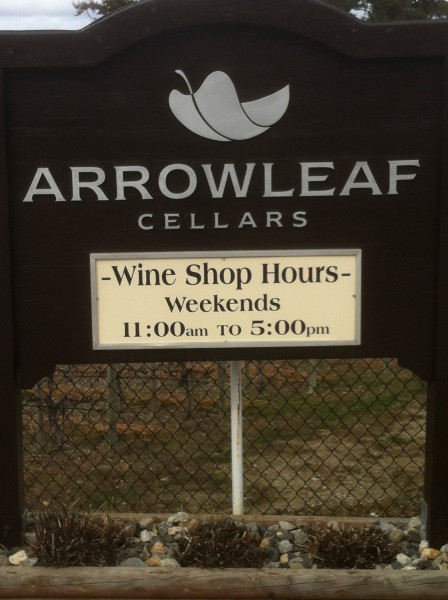 ARROWLEAF
CELLARS
-Wine Shop Hours-
Weekends
11:00am TO 5:00pm